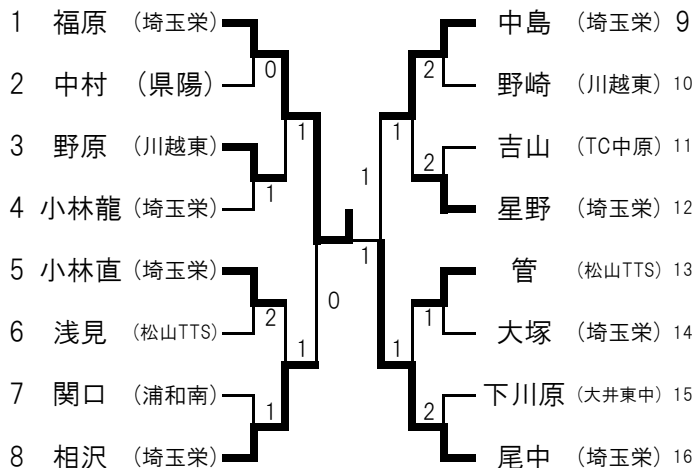 1 福原 (埼玉栄)
2 中村 (県陽)
3 野原 (川越東)
4 小林龍 (埼玉栄)
5 小林直 (埼玉栄)
6 浅見 (松山TTS)
7 関口 (浦和南)
8 相沢 (埼玉栄)
0
1
1
2
1
1
0
1
1
2
1
2
1
1
2
中島 (埼玉栄) 9
野崎 (川越東) 10
吉山 (TC中原) 11
星野 (埼玉栄) 12
管 (松山TTS) 13
大塚 (埼玉栄) 14
下川原 (大井東中) 15
尾中 (埼玉栄) 16